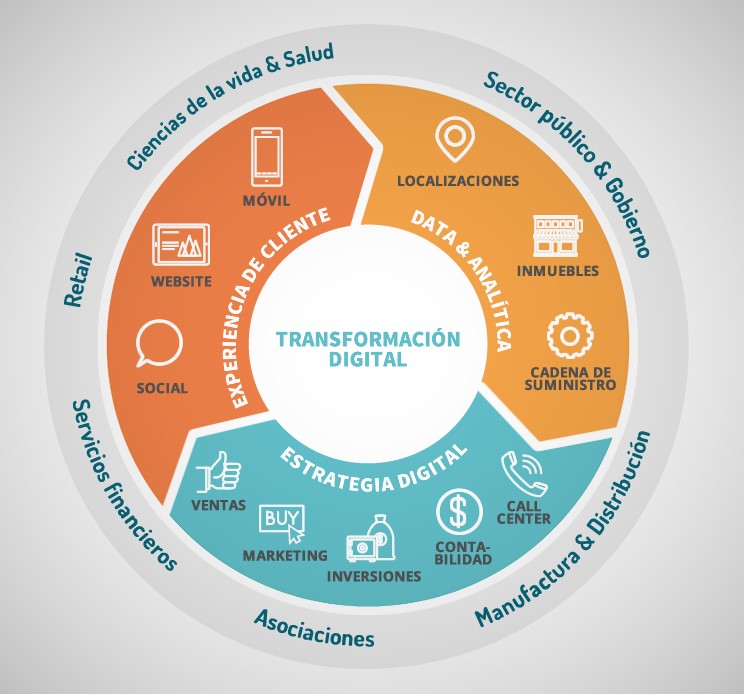 Ciencias de la vida & Salud
Sector público & Gobierno
Retail
Servicios financieros
Asociaciones
Manufactura & Distribución
EXPERIENCIA DE CLIENTE
MÓVIL
WEBSITE
SOCIAL
DATA & ANALÍTICA
LOCALIZACIONES
INMUEBLES
CADENA DE
SUMINISTRO
TRANSFORMACIÓN
DIGITAL
ESTRATEGIA DIGITAL
VENTAS
BUY
MARKETING
INVERSIONES
$
CONTA-
BILIDAD
CALL
CENTER